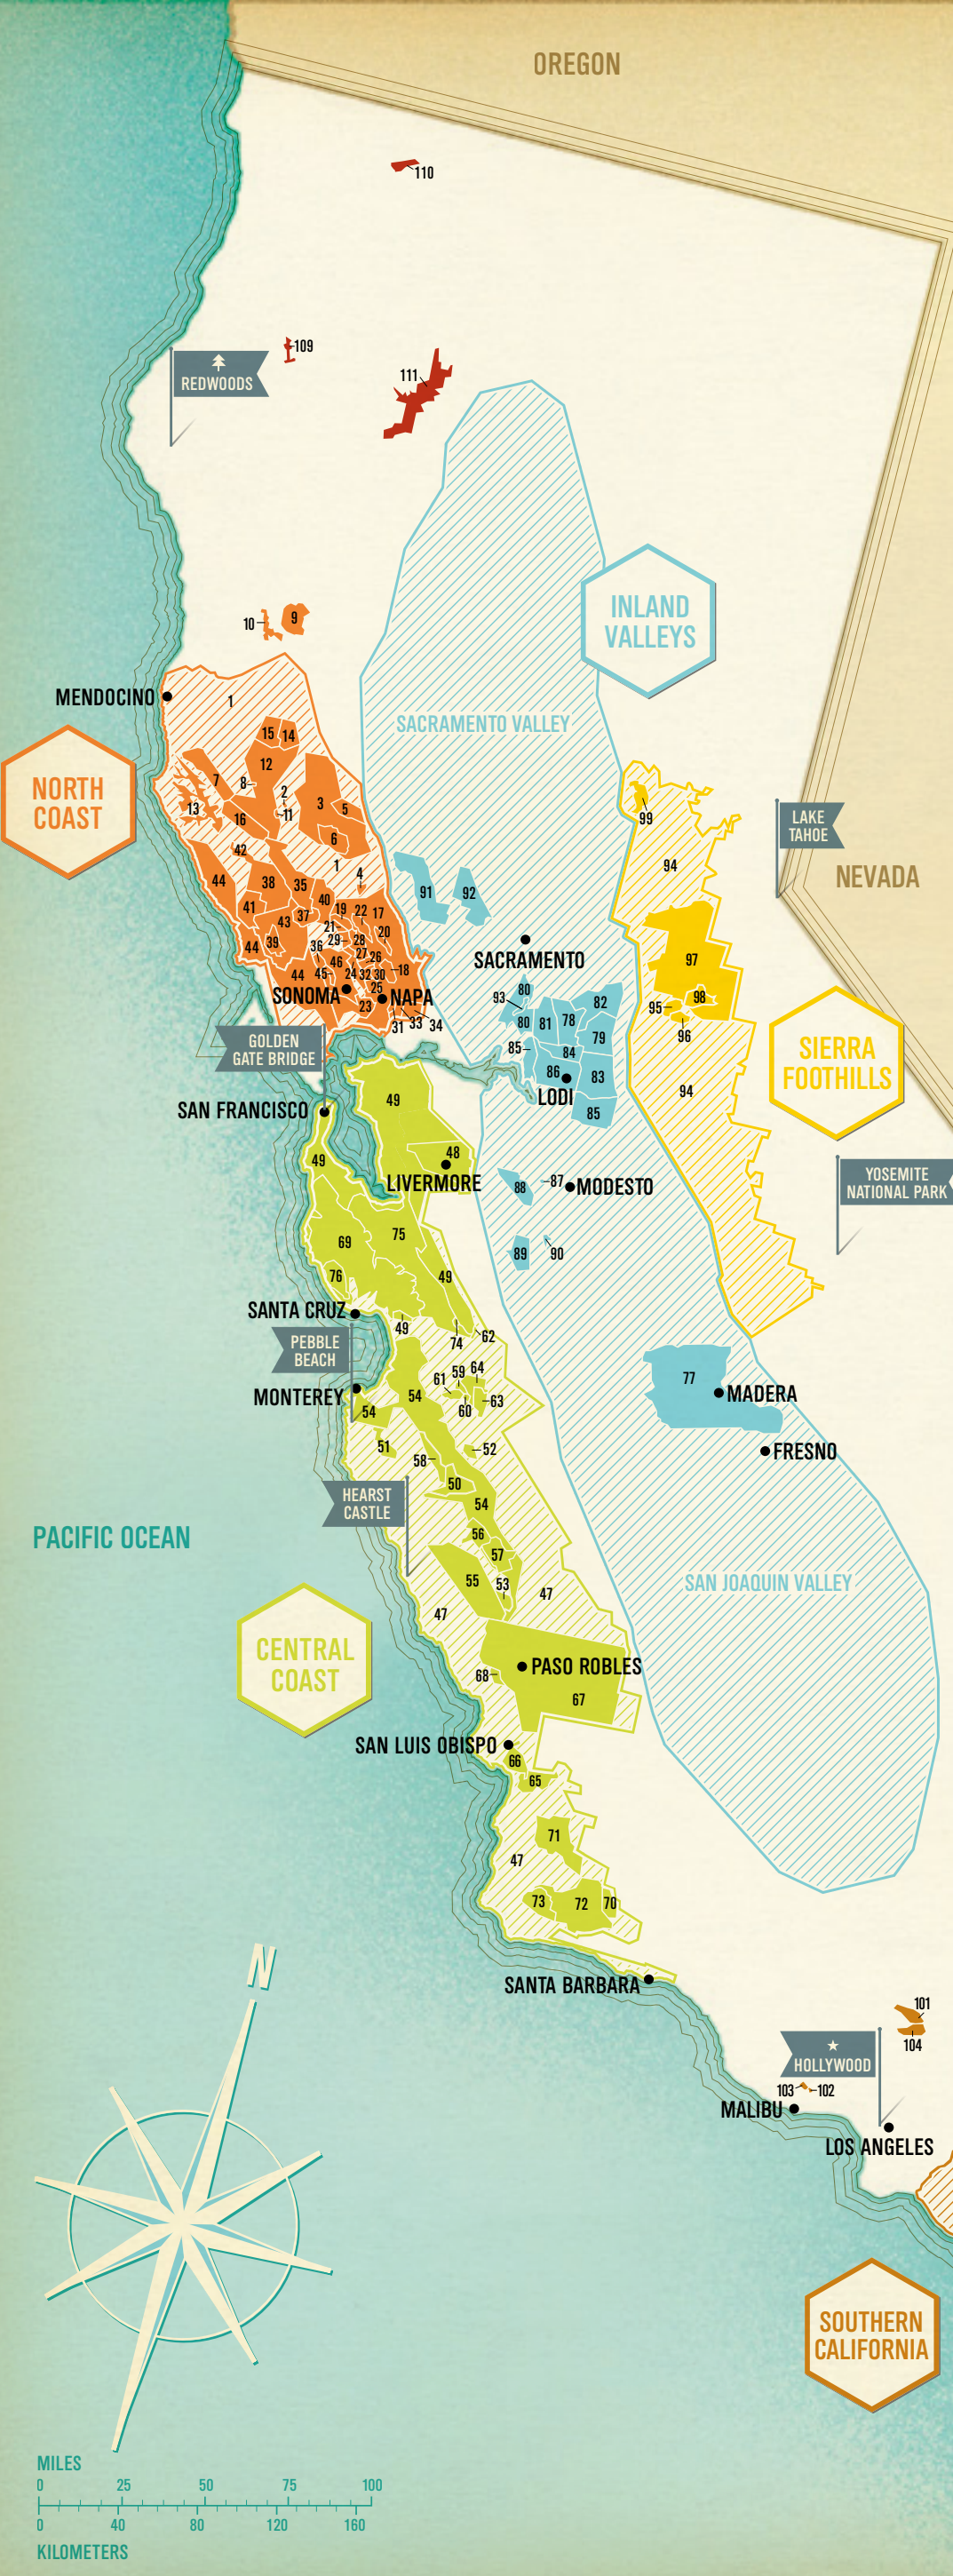 OREGON
110
109
REDWOODS
111
INLAND
VALLEYS
10
9
MENDOCINO
1
SACRAMENTO VALLEY
15
14
NORTH
COAST
12
7
8
2
13
3
5
11
16
6
99
LAKE
TAHOE
42
1
94
NEVADA
44
38
35
4
91
92
41
40
19
22
17
43
37
21
20
44
39
36
29
28
SACRAMENTO
27
26
97
46
18
44
45
24
32
30
SONOMA
25
NAPA
23
31
33
34
80
93
82
98
95
80
81
78
96
79
GOLDEN
GATE BRIDGE
85
84
SIERRA
FOOTHILLS
86
83
LODI
94
49
SAN FRANCISCO
85
48
49
LIVERMORE
YOSEMITE
NATIONAL PARK
88
87
MODESTO
75
69
89
90
76
49
SANTA CRUZ
49
74
62
PEBBLE
BEACH
77
MADERA
61
59
64
MONTEREY
54
63
60
54
51
52
FRESNO
58
50
HEARST
CASTLE
54
PACIFIC OCEAN
56
57
55
53
SAN JOAQUIN VALLEY
47
47
CENTRAL
COAST
PASO ROBLES
68
67
SAN LUIS OBISPO
66
65
71
47
73
72
70
N
SANTA BARBARA
101
104
HOLLYWOOD
103
102
MALIBU
LOS ANGELES
SOUTHERN
CALIFORNIA
MILES
0 25 50 75 100
0 40 80 120 160
KILOMETERS